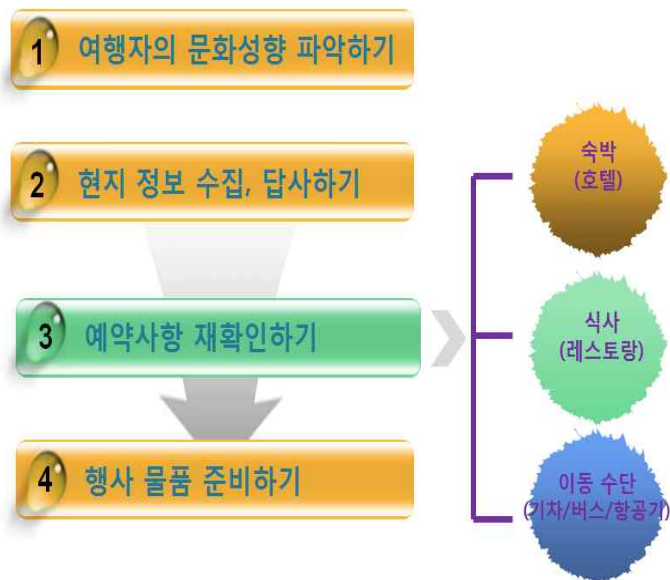 1 여행자의 문화성향 파악하기
2 현지 정보 수집, 답사하기
3 예약사항 재확인하기
4 행사 물품 준비하기
숙박
(호텔)
식사
(레스토랑)
이동 수단
(기차/버스/항공기)